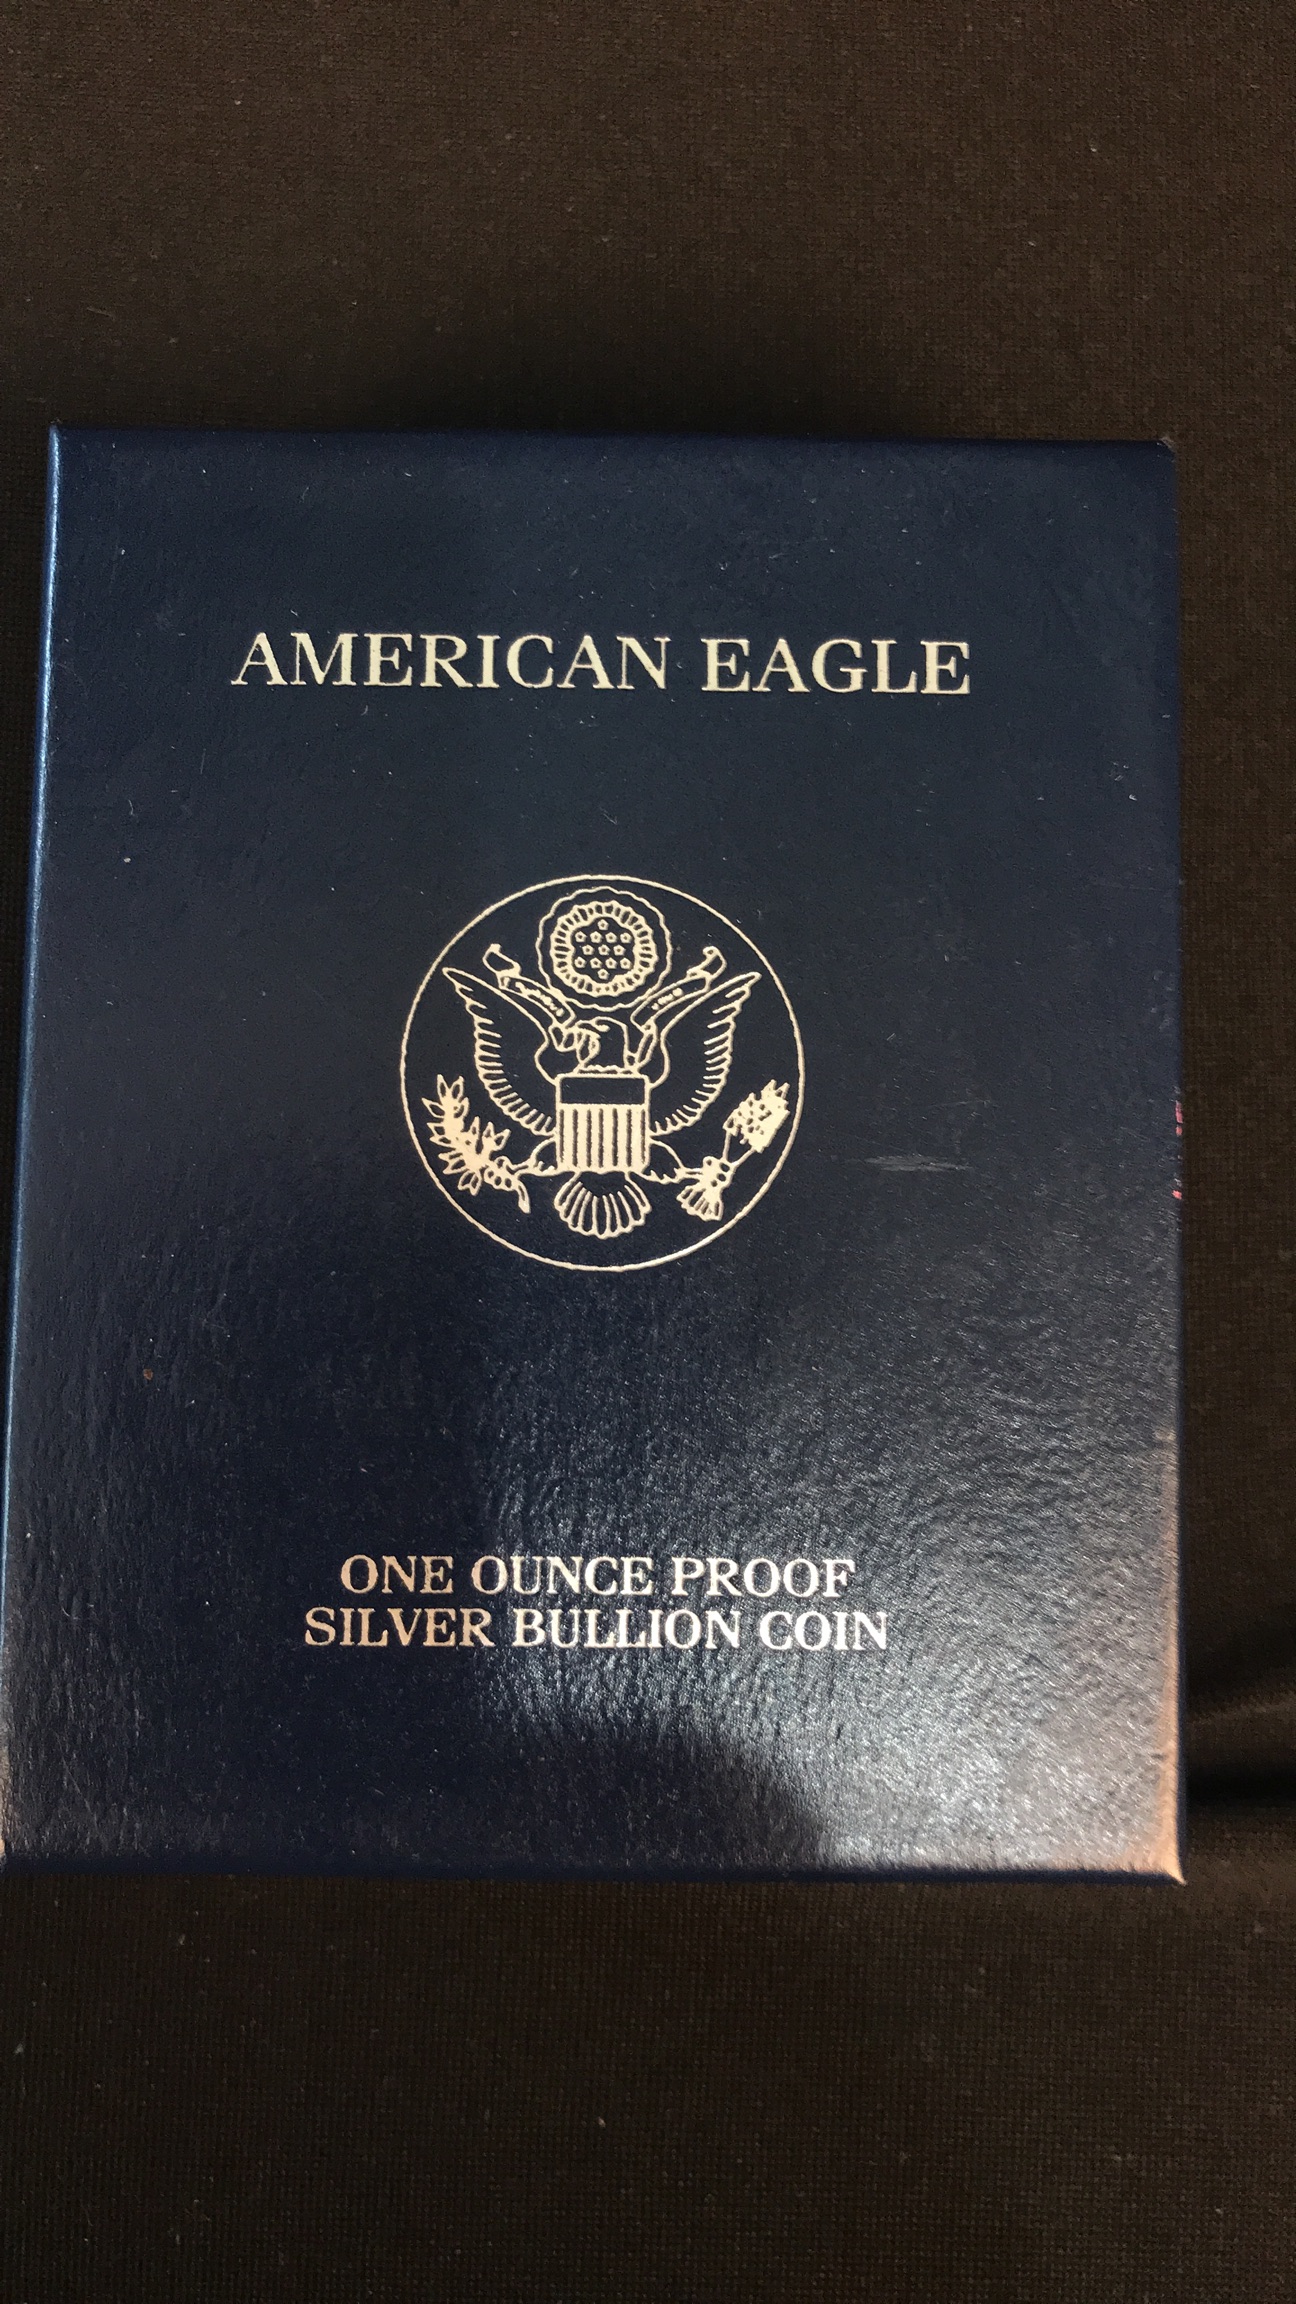 AMERICAN EAGLE
ONE OUNCE PROOF
SILVER BULLION COIN